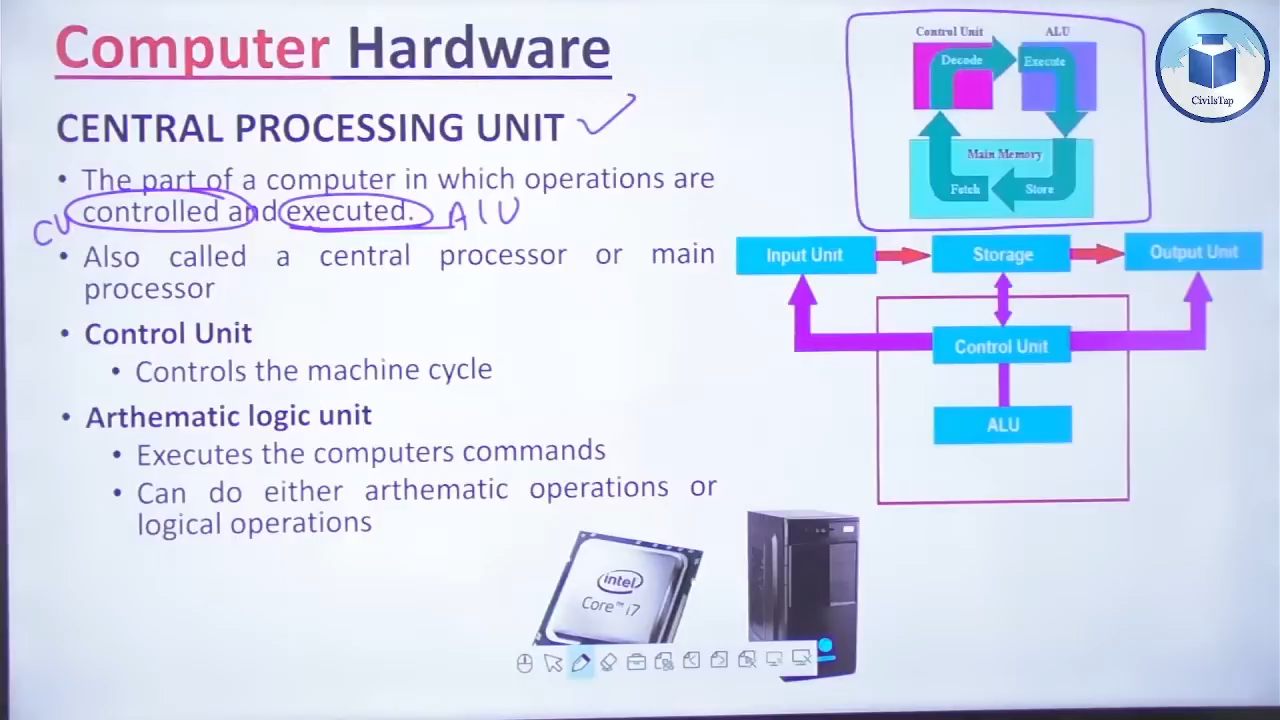 Computer Hardware
CENTRAL PROCESSING UNIT
• The part of a computer in which operations are
controlled and executed.
CU
ALU
• Also called a central processor or main
processor
• Control Unit
• Controls the machine cycle
• Arthematic logic unit
• Executes the computers commands
• Can do either arthematic operations or
logical operations
Control Unit
ALU
Decode
Execute
Main Memory
Fetch
Store
CivilsTap
Input Unit
Storage
Output Unit
Control Unit
ALU
intel
Core™ i7